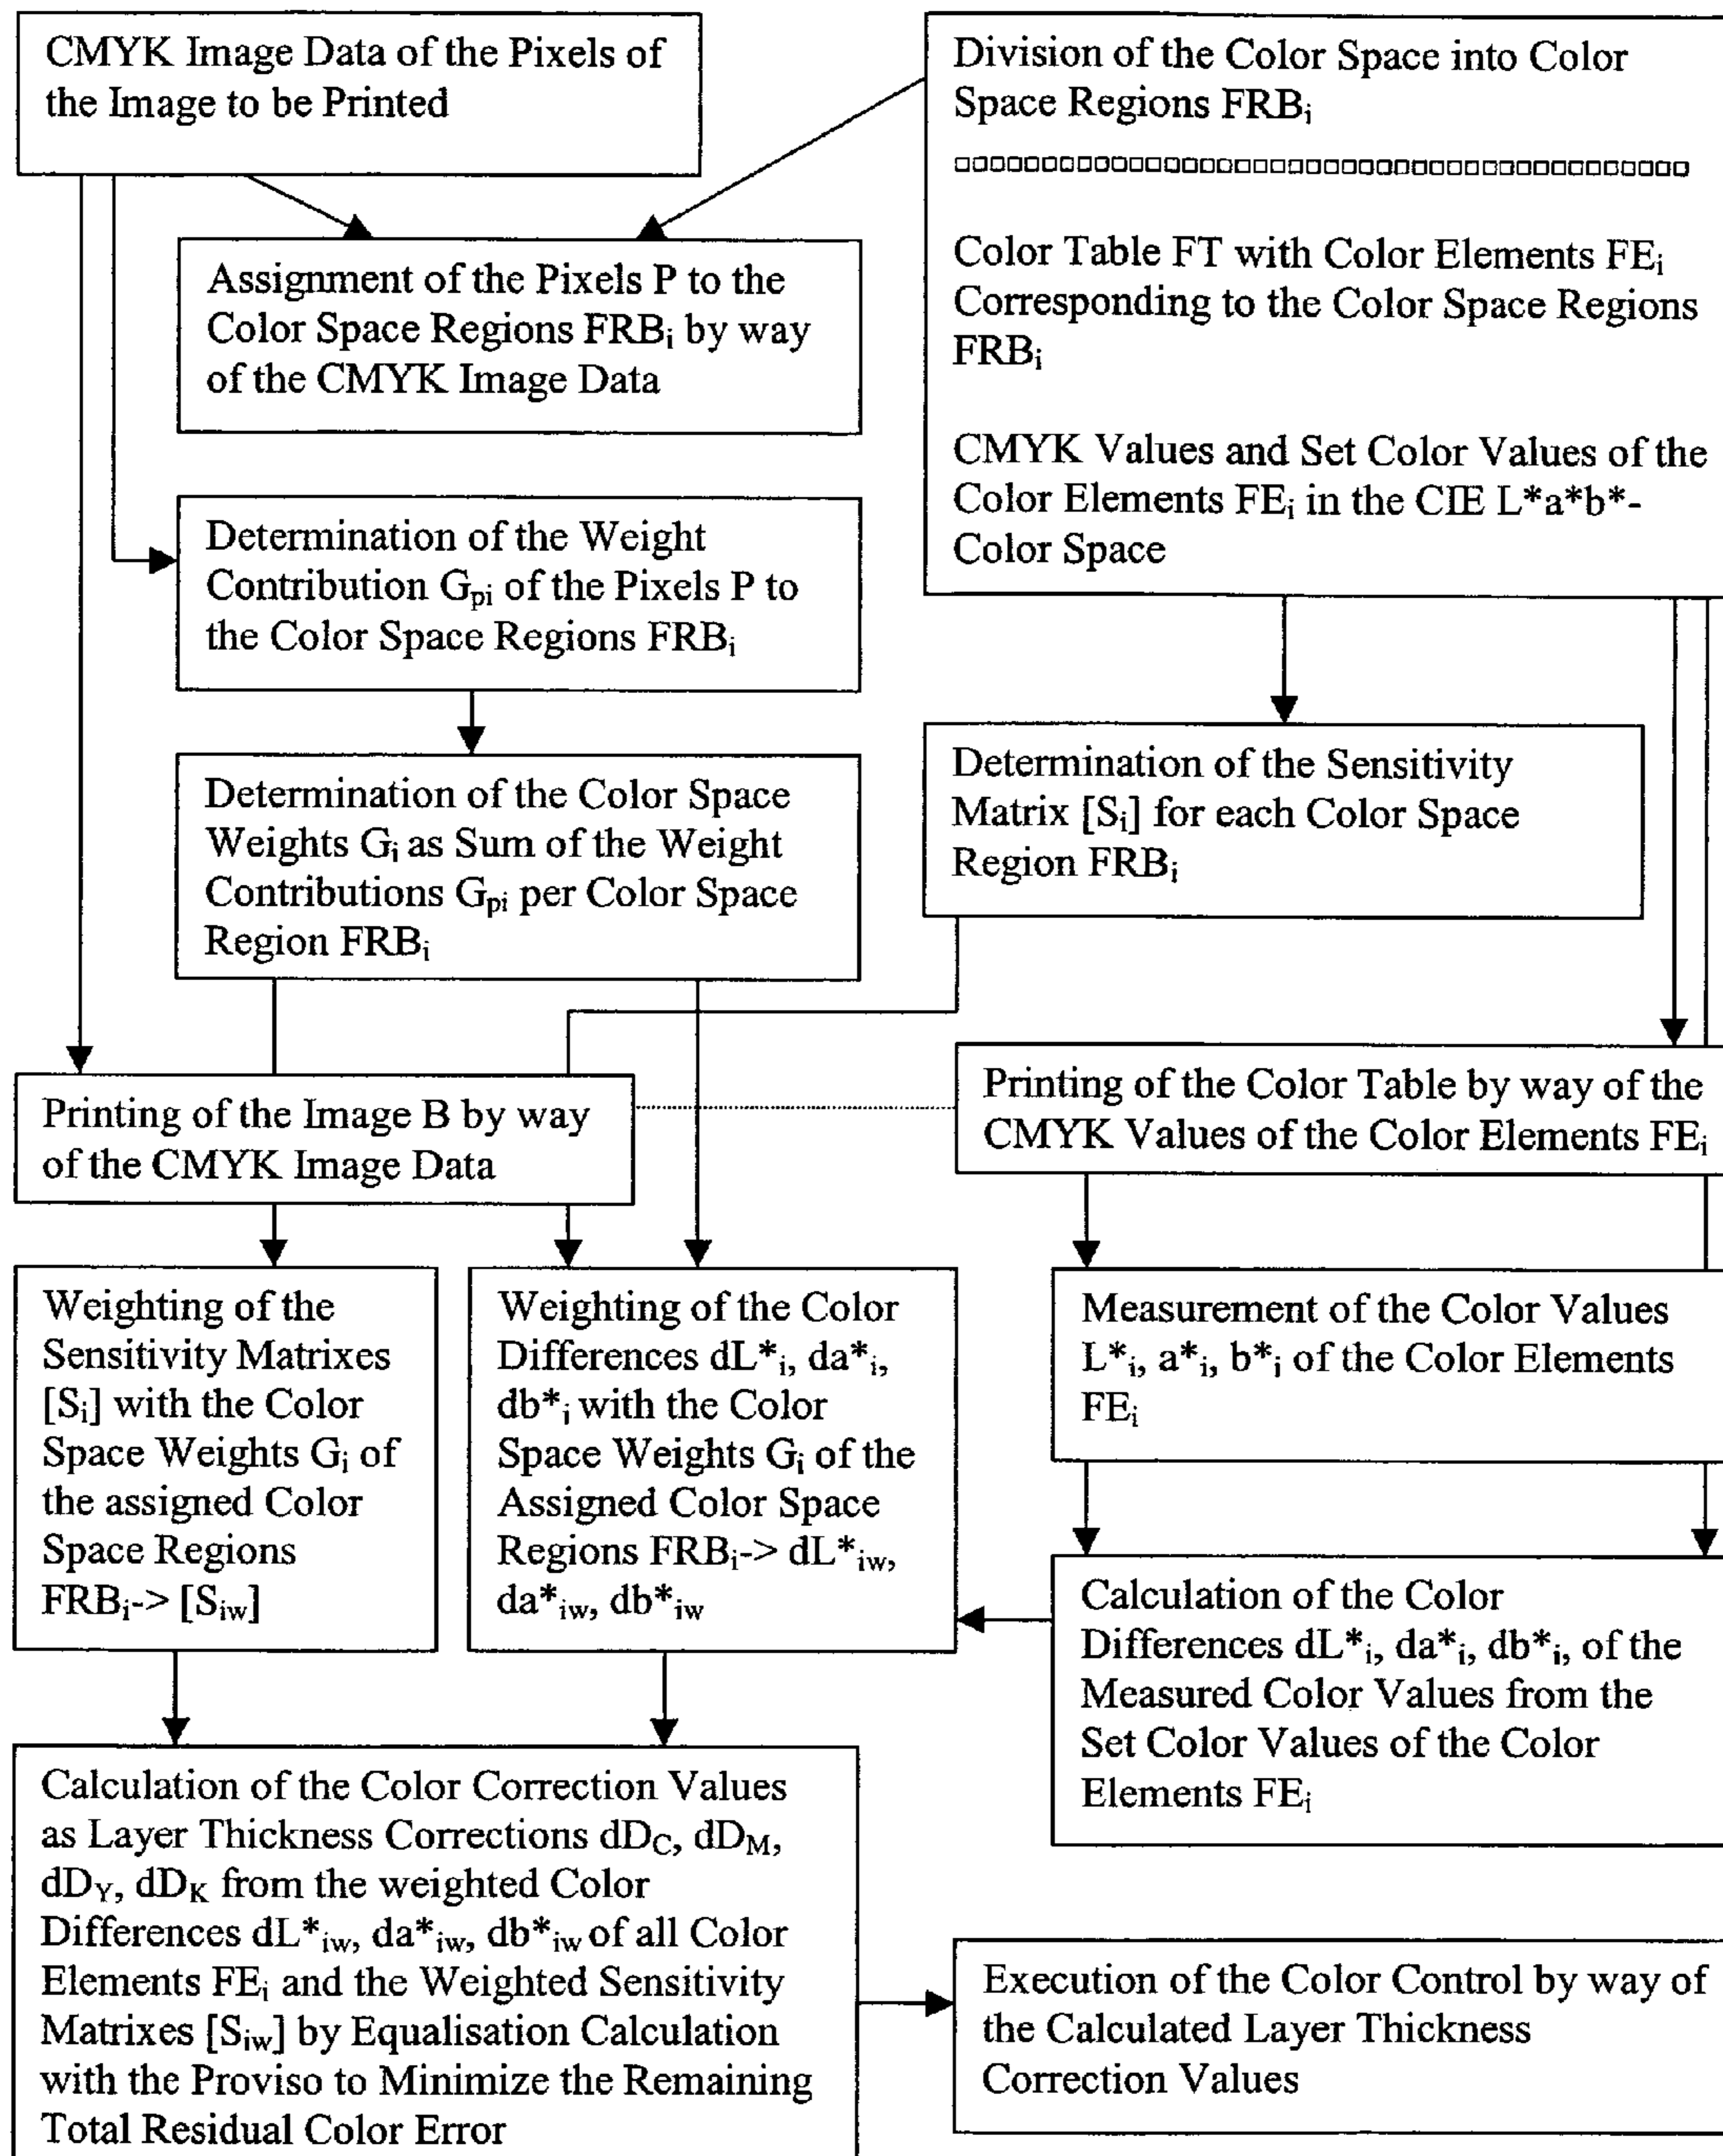 CMYK Image Data of the Pixels of
the Image to be Printed
Division of the Color Space into Color
Space Regions FRBi
Color Table FT with Color Elements FEi
Corresponding to the Color Space Regions
FRBi
CMYK Values and Set Color Values of the
Color Elements FEi in the CIE L*a*b*-
Color Space
Assignment of the Pixels P to the
Color Space Regions FRBi by way
of the CMYK Image Data
Determination of the Weight
Contribution Gpi of the Pixels P to
the Color Space Regions FRBi
Determination of the Color Space
Weights Gi as Sum of the Weight
Contributions Gpi per Color Space
Region FRBi
Determination of the Sensitivity
Matrix [Si] for each Color Space
Region FRBi
Printing of the Image B by way
of the CMYK Image Data
Printing of the Color Table by way of the
CMYK Values of the Color Elements FEi
Weighting of the
Sensitivity Matrixes
[Si] with the Color
Space Weights Gi of
the assigned Color
Space Regions
FRBi-> [Siw]
Weighting of the Color
Differences dL*i, da*i,
db*i with the Color
Space Weights Gi of the
Assigned Color Space
Regions FRBi-> dL*iw,
da*iw, db*iw
Measurement of the Color Values
L*i, a*i, b*i of the Color Elements
FEi
Calculation of the Color
Differences dL*i, da*i, db*i, of the
Measured Color Values from the
Set Color Values of the Color
Elements FEi
Calculation of the Color Correction Values
as Layer Thickness Corrections dDC, dDM,
dDY, dDK from the weighted Color
Differences dL*iw, da*iw, db*iw of all Color
Elements FEi and the Weighted Sensitivity
Matrixes [Siw] by Equalisation Calculation
with the Proviso to Minimize the Remaining
Total Residual Color Error
Execution of the Color Control by way of
the Calculated Layer Thickness
Correction Values